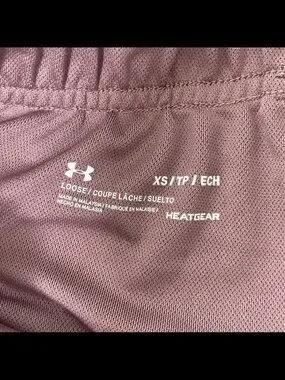 XS / TP / ECH
LOOSE / COUPE LÂCHE / SUELTO
MADE IN MALAYSIA / FABRIQUÉ EN MALAISIE /
HECHO EN MALASIA
HEATGEAR